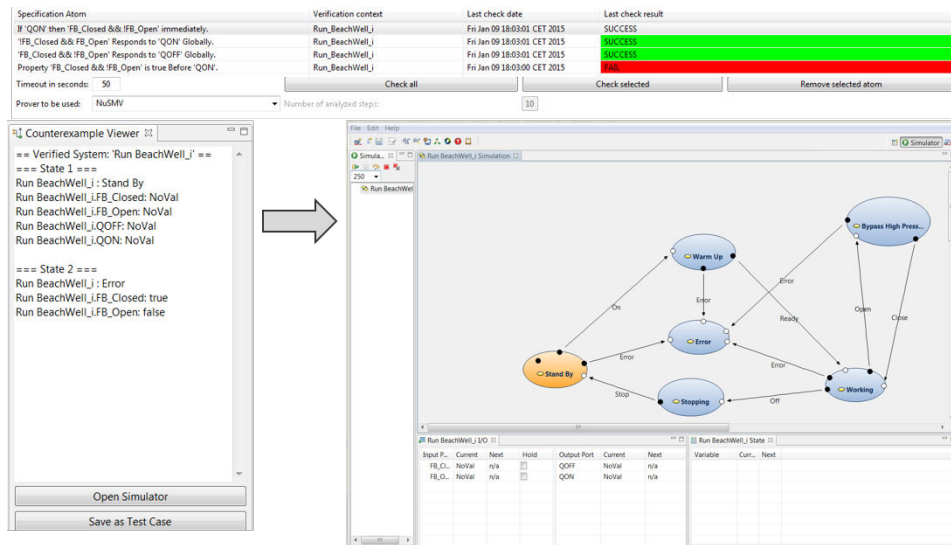 Specification Atom Verification context Last check date Last check result
If 'QON' then 'FB_Closed && !FB_Open' immediately. Run_BeachWell_i Fri Jan 09 18:03:01 CET 2015 SUCCESS
'!FB_Closed && FB_Open' Responds to 'QON' Globally. Run_BeachWell_i Fri Jan 09 18:03:01 CET 2015 SUCCESS
'FB_Closed && !FB_Open' Responds to 'QOFF' Globally. Run_BeachWell_i Fri Jan 09 18:03:01 CET 2015 SUCCESS
Property 'FB_Closed && !FB_Open' is true Before 'QON'. Run_BeachWell_i Fri Jan 09 18:03:00 CET 2015 FAIL
Timeout in seconds: 50 Check all Check selected Remove selected atom
Prover to be used: NuSMV Number of analyzed steps: 10
Counterexample Viewer
== Verified System: 'Run BeachWell_i' ==
=== State 1 ===
Run BeachWell_i : Stand By
Run BeachWell_i.FB_Closed: NoVal
Run BeachWell_i.FB_Open: NoVal
Run BeachWell_i.QOFF: NoVal
Run BeachWell_i.QON: NoVal
=== State 2 ===
Run BeachWell_i : Error
Run BeachWell_i.FB_Closed: true
Run BeachWell_i.FB_Open: false
Open Simulator
Save as Test Case
File Edit Help
Simulator
Simula...
Run BeachWell_i Simulation
250
Run BeachWel
Bypass High Press...
Warm Up
Error
On
Error
Ready
Open
Close
Error
Error
Error
Stand By
Working
Stop
Stopping
Off
Run BeachWell_i I/O
Run BeachWell_i State
Input P... Current Next Hold Output Port Current Next
Variable Curr... Next
FB_Cl... NoVal n/a QOFF NoVal n/a
FB_O... NoVal n/a QON NoVal n/a